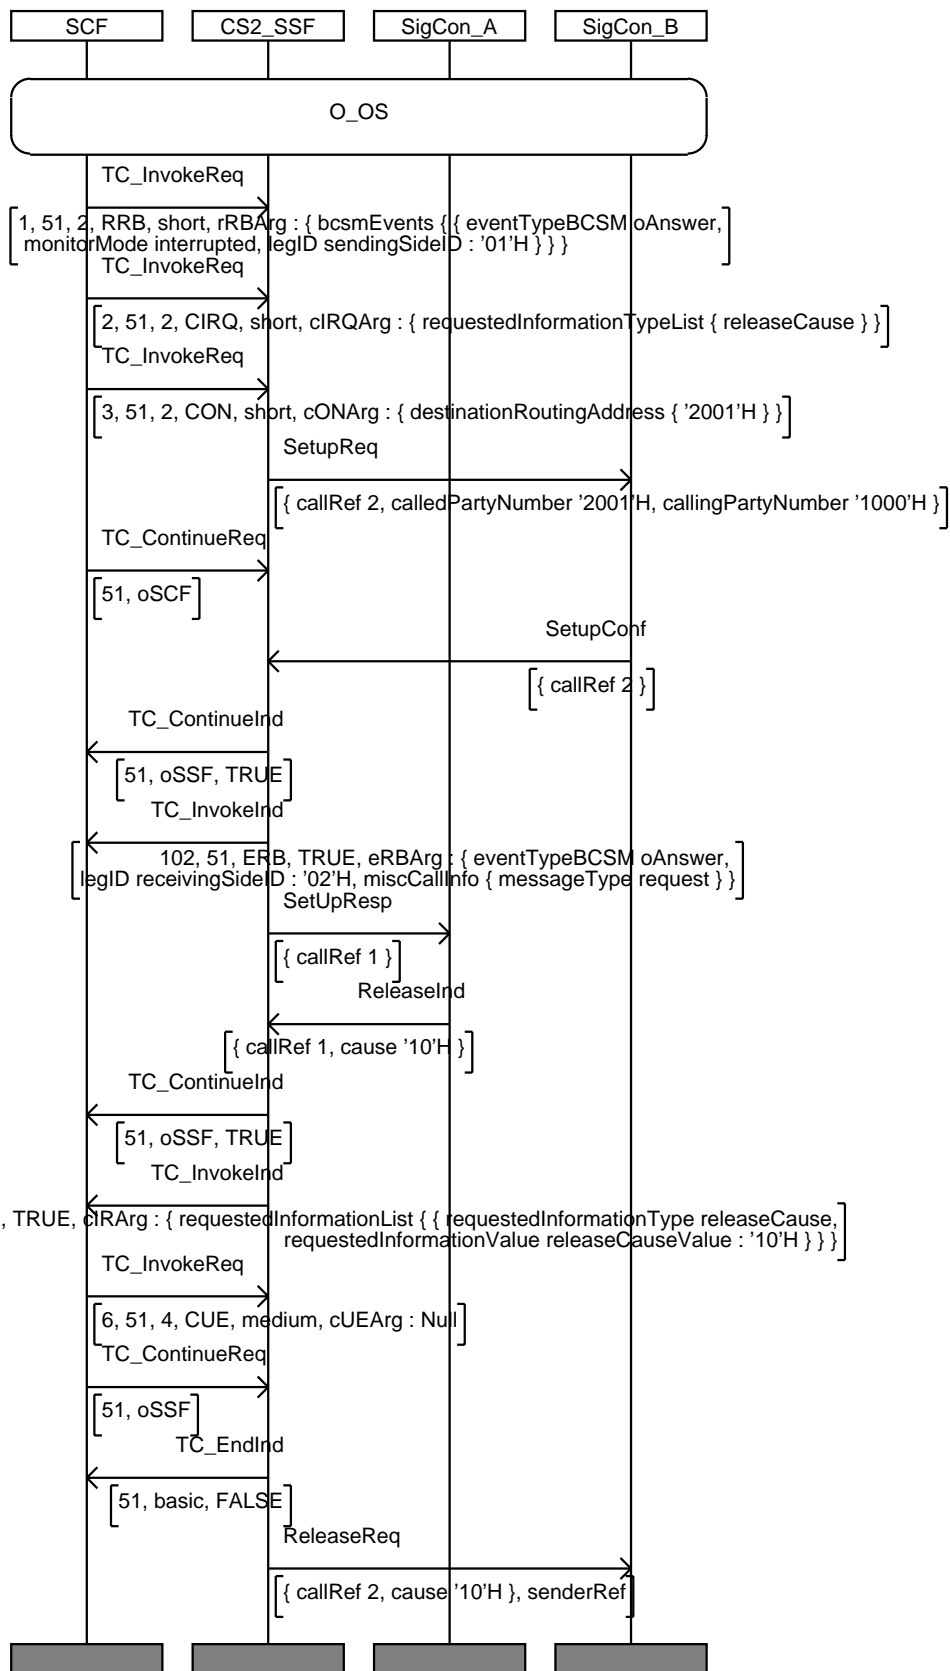 SCF CS2_SSF SigCon_A SigCon_B
O_OS
TC_InvokeReq
1, 51, 2, RRB, short, rRBArg : { bcsmEvents { { eventTypeBCSM oAnswer,
monitorMode interrupted, legID sendingSideID : '01'H } } }
TC_InvokeReq
2, 51, 2, CIRQ, short, cIRQArg : { requestedInformationTypeList { releaseCause } }
TC_InvokeReq
3, 51, 2, CON, short, cONArg : { destinationRoutingAddress { '2001'H } }
SetupReq
{ callRef 2, calledPartyNumber '2001'H, callingPartyNumber '1000'H }
TC_ContinueReq
51, oSCF
SetupConf
{ callRef 2 }
TC_ContinueInd
51, oSSF, TRUE
TC_InvokeInd
102, 51, ERB, TRUE, eRBArg : { eventTypeBCSM oAnswer,
legID receivingSideID : '02'H, miscCallInfo { messageType request } }
SetUpResp
{ callRef 1 }
ReleaseInd
{ callRef 1, cause '10'H }
TC_ContinueInd
51, oSSF, TRUE
TC_InvokeInd
, TRUE, cIRArg : { requestedInformationList { { requestedInformationType releaseCause,
requestedInformationValue releaseCauseValue : '10'H } } }
TC_InvokeReq
6, 51, 4, CUE, medium, cUEArg : Null
TC_ContinueReq
51, oSSF
TC_EndInd
51, basic, FALSE
ReleaseReq
{ callRef 2, cause '10'H }, senderRef